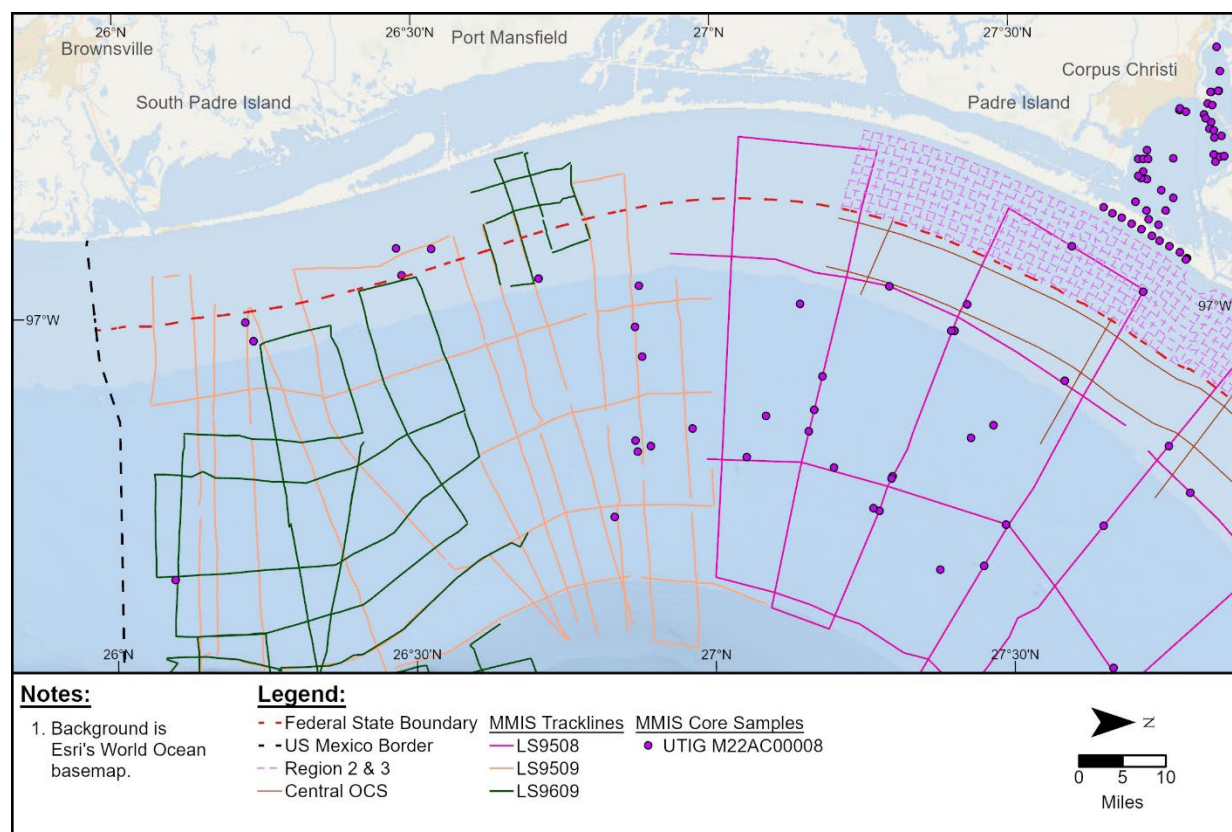 26°N
26°30'N
27°N
27°30'N
Brownsville
Port Mansfield
Corpus Christi
South Padre Island
Padre Island
97°W
97°W
26°N
26°30'N
27°N
27°30'N
Notes:
1. Background is
Esri's World Ocean
basemap.
Legend:
Federal State Boundary
US Mexico Border
Region 2 & 3
Central OCS
MMIS Tracklines
LS9508
LS9509
LS9609
MMIS Core Samples
UTIG M22AC00008
N
0 5 10
Miles